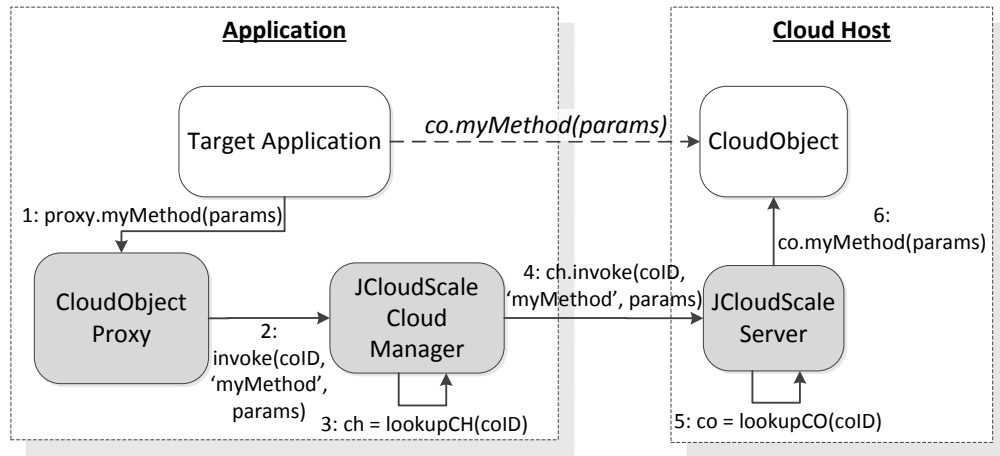 Application
Cloud Host
Target Application
co.myMethod(params)
CloudObject
1: proxy.myMethod(params)
6:
co.myMethod(params)
CloudObject
Proxy
2:
invoke(coID,
‘myMethod’,
params)
JCloudScale
Cloud
Manager
4: ch.invoke(coID,
‘myMethod’, params)
JCloudScale
Server
3: ch = lookupCH(coID)
5: co = lookupCO(coID)